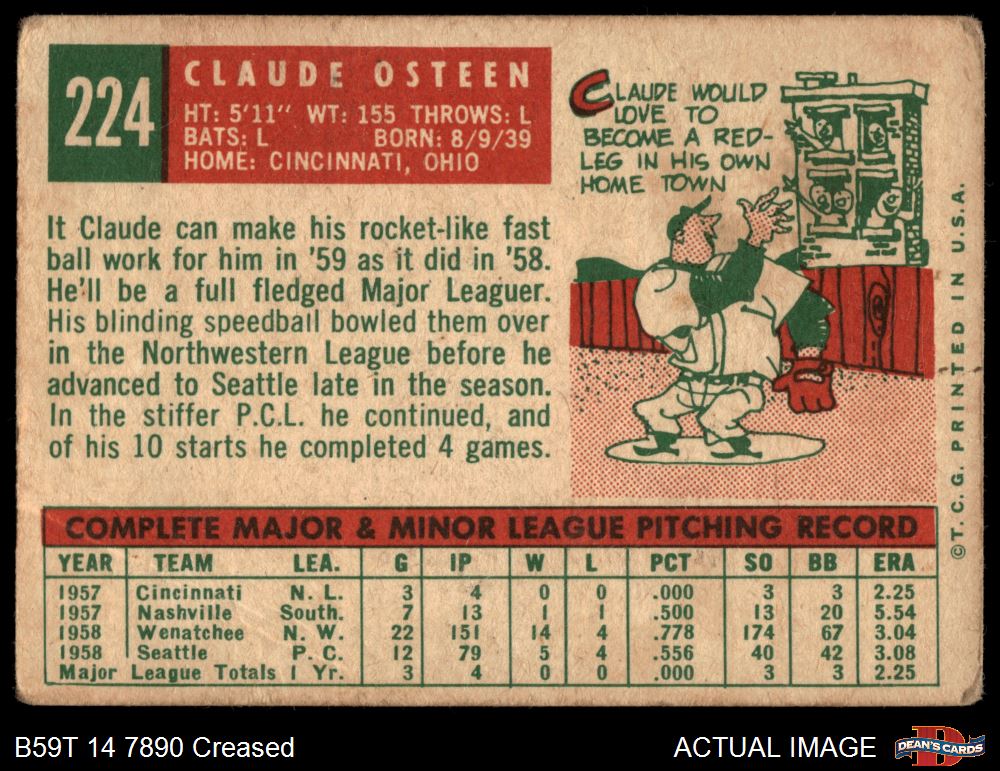 224
CLAUDE OSTEEN
HT: 5'11" WT: 155 THROWS: L
BATS: L BORN: 8/9/39
HOME: CINCINNATI, OHIO
CLAUDE WOULD
LOVE TO
BECOME A RED-
LEG IN HIS OWN
HOME TOWN
It Claude can make his rocket-like fast
ball work for him in '59 as it did in '58.
He'll be a full fledged Major Leaguer.
His blinding speedball bowled them over
in the Northwestern League before he
advanced to Seattle late in the season.
In the stiffer P.C.L. he continued, and
of his 10 starts he completed 4 games.
©T. C. G. PRINTED IN U.S.A.
COMPLETE MAJOR & MINOR LEAGUE PITCHING RECORD
YEAR TEAM LEA. G IP W L PCT SO BB ERA
1957 Cincinnati N. L. 3 4 0 0 .000 3 3 2.25
1957 Nashville South. 7 13 1 1 .500 13 20 5.54
1958 Wenatchee N. W. 22 151 14 4 .778 174 67 3.04
1958 Seattle P. C. 12 79 5 4 .556 40 42 3.08
Major League Totals 1 Yr. 3 4 0 0 .000 3 3 2.25
B59T 14 7890 Creased
ACTUAL IMAGE
D
DEAN'S CARDS